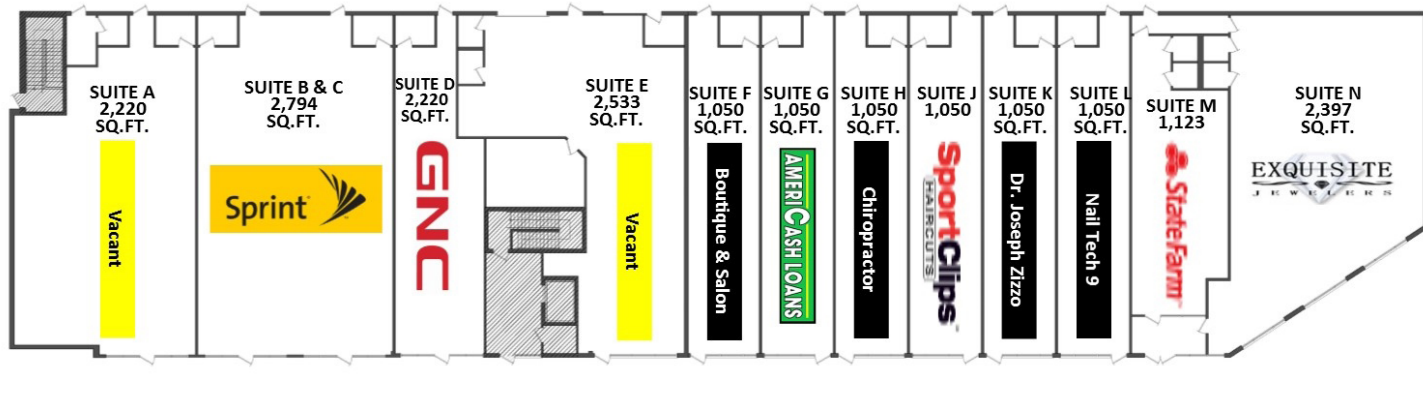 SUITE A
2,220
SQ.FT.
Vacant
SUITE B & C
2,794
SQ.FT.
Sprint
SUITE D
2,220
SQ.FT.
GNC
SUITE E
2,533
SQ.FT.
Vacant
SUITE F
1,050
SQ.FT.
Boutique & Salon
SUITE G
1,050
SQ.FT.
AMERICASH LOANS
SUITE H
1,050
SQ.FT.
Chiropractor
SUITE J
1,050
SportClips
HAIRCUTS
SUITE K
1,050
SQ.FT.
Dr. Joseph Zizzo
SUITE L
1,050
SQ.FT.
Nail Tech 9
SUITE M
1,123
StateFarm
SUITE N
2,397
SQ.FT.
EXQUISITE
JEWELERS